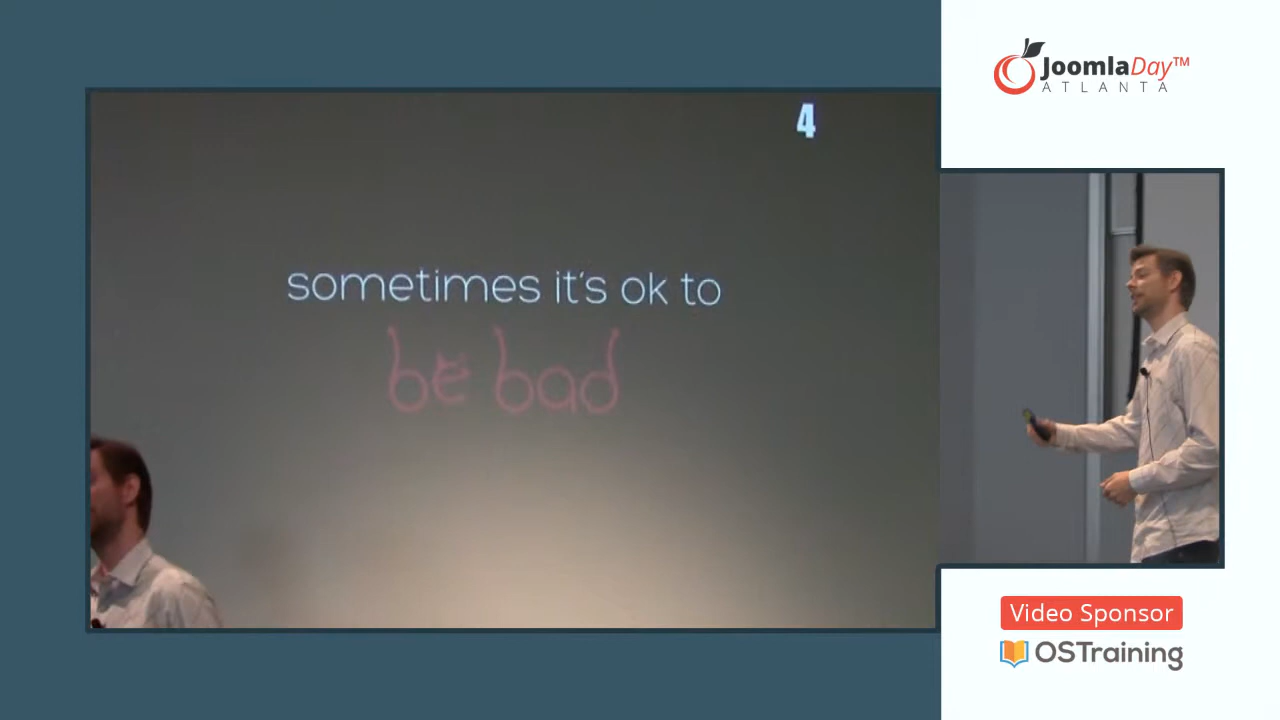 4
sometimes it's ok to
be bad
JoomlaDay™
ATLANTA
Video Sponsor
OSTraining